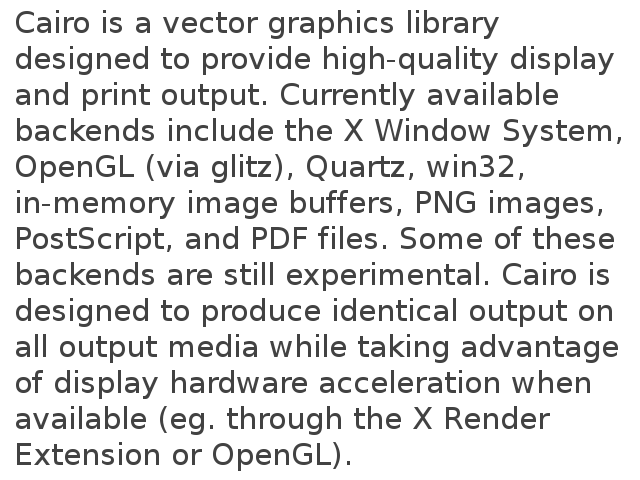 Cairo is a vector graphics library
designed to provide high-quality display
and print output. Currently available
backends include the X Window System,
OpenGL (via glitz), Quartz, win32,
in-memory image buffers, PNG images,
PostScript, and PDF files. Some of these
backends are still experimental. Cairo is
designed to produce identical output on
all output media while taking advantage
of display hardware acceleration when
available (eg. through the X Render
Extension or OpenGL).